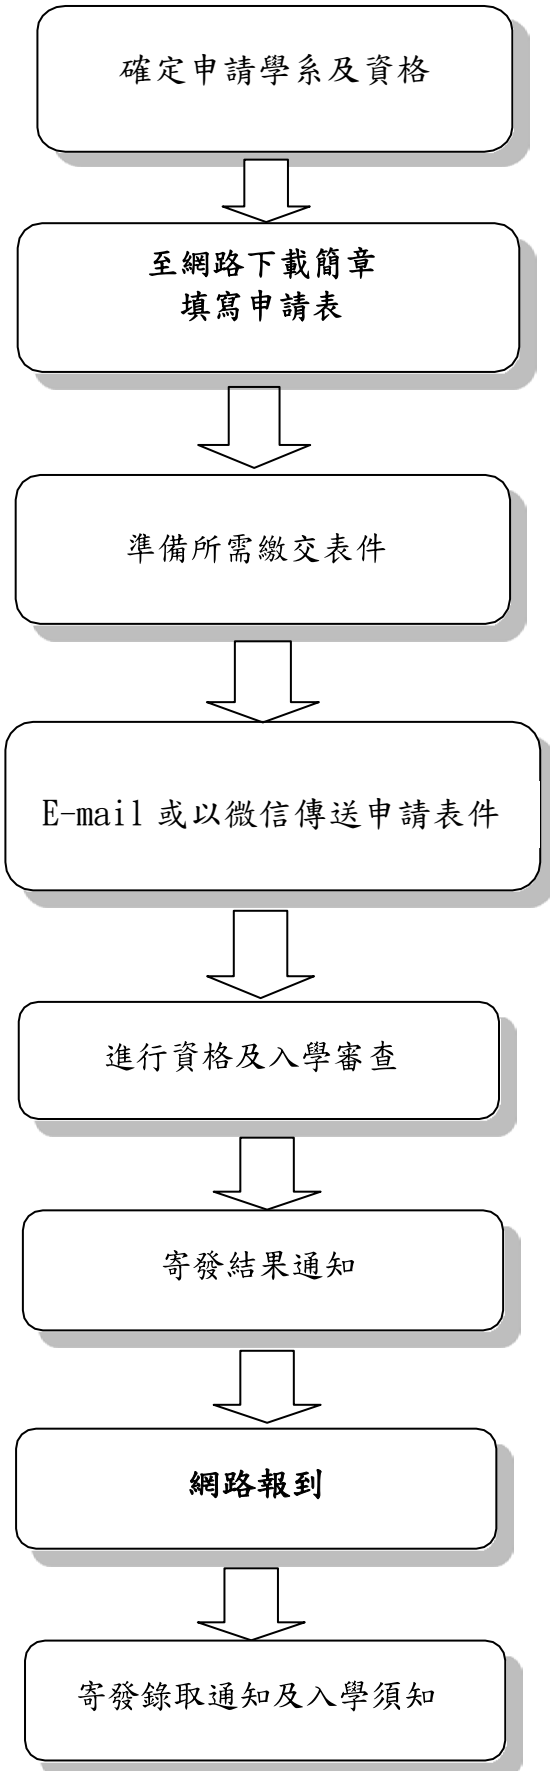 確定申請學系及資格
至網路下載簡章
填寫申請表
準備所需繳交表件
E-mail 或以微信傳送申請表件
進行資格及入學審查
寄發結果通知
網路報到
寄發錄取通知及入學須知